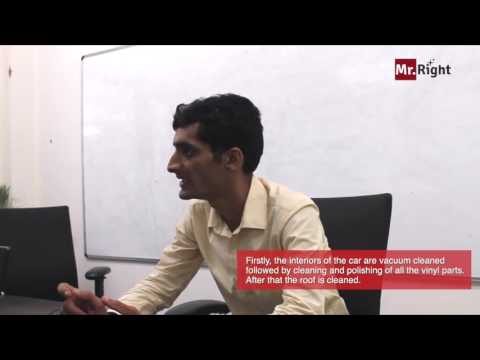 Mr.Right
Firstly, the interiors of the car are vacuum cleaned
followed by cleaning and polishing of all the vinyl parts.
After that the roof is cleaned.